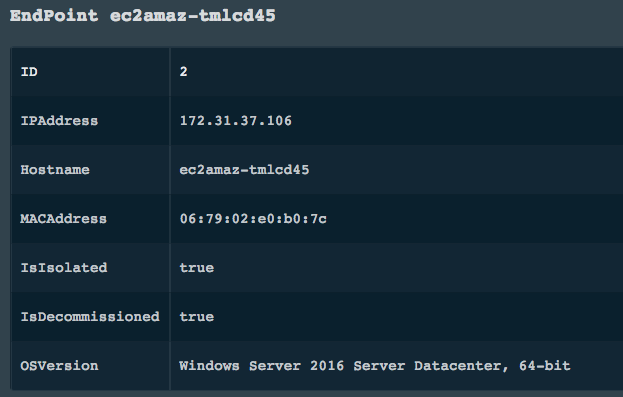 EndPoint ec2amaz-tmlcd45
ID 2
IPAddress 172.31.37.106
Hostname ec2amaz-tmlcd45
MACAddress 06:79:02:e0:b0:7c
IsIsolated true
IsDecommissioned true
OSVersion Windows Server 2016 Server Datacenter, 64-bit